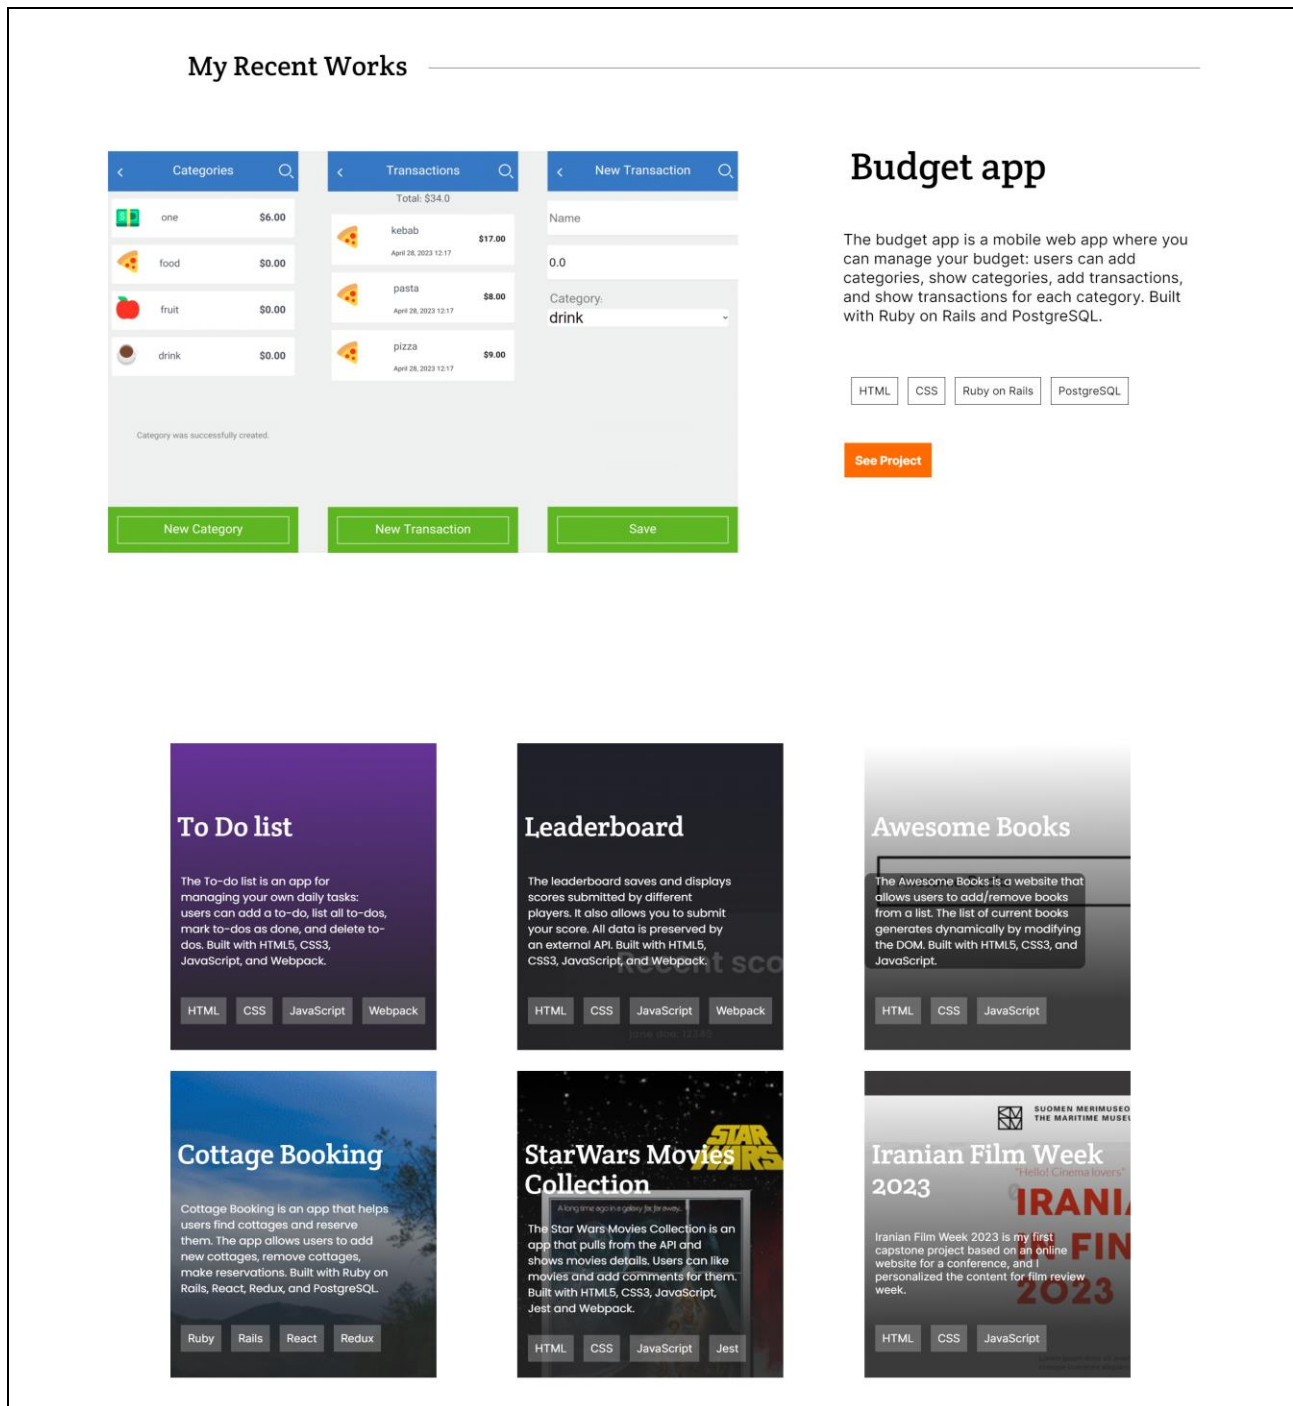 My Recent Works
Categories
one $6.00
food $0.00
fruit $0.00
drink $0.00
Category was successfully created.
New Category
Transactions
Total: $34.0
kebab
$17.00
April 28, 2023 12:17
pasta
$8.00
April 28, 2023 12:17
pizza
$9.00
April 28, 2023 12:17
New Transaction
New Transaction
Name
0.0
Category:
drink
Save
Budget app
The budget app is a mobile web app where you
can manage your budget: users can add
categories, show categories, add transactions,
and show transactions for each category. Built
with Ruby on Rails and PostgreSQL.
HTML CSS Ruby on Rails PostgreSQL
See Project
To Do list
The To-do list is an app for
managing your own daily tasks:
users can add a to-do, list all to-dos,
mark to-dos as done, and delete to-
dos. Built with HTML5, CSS3,
JavaScript, and Webpack.
HTML CSS JavaScript Webpack
Leaderboard
The leaderboard saves and displays
scores submitted by different
players. It also allows you to submit
your score. All data is preserved by
an external API. Built with HTML5,
CSS3, JavaScript, and Webpack.
Recent sco
HTML CSS JavaScript Webpack
jane doe: 12345
Awesome Books
The Awesome Books is a website that
allows users to add/remove books
from a list. The list of current books
generates dynamically by modifying
the DOM. Built with HTML5, CSS3, and
JavaScript.
HTML CSS JavaScript
Cottage Booking
Cottage Booking is an app that helps
users find cottages and reserve
them. The app allows users to add
new cottages, remove cottages,
make reservations. Built with Ruby on
Rails, React, Redux, and PostgreSQL.
Ruby Rails React Redux
STAR
WARS
StarWars Movies
Collection
A long time ago in a galaxy far, far away...
The Star Wars Movies Collection is an
app that pulls from the API and
shows movies details. Users can like
movies and add comments for them.
Built with HTML5, CSS3, JavaScript,
Jest and Webpack.
HTML CSS JavaScript Jest
SUOMEN MERIMUSEO
THE MARITIME MUSEU
Iranian Film Week
2023
"Hello! Cinema lovers"
IRANIA
IN FIN
2023
Iranian Film Week 2023 is my first
capstone project based on an online
website for a conference, and I
personalized the content for film review
week.
HTML CSS JavaScript